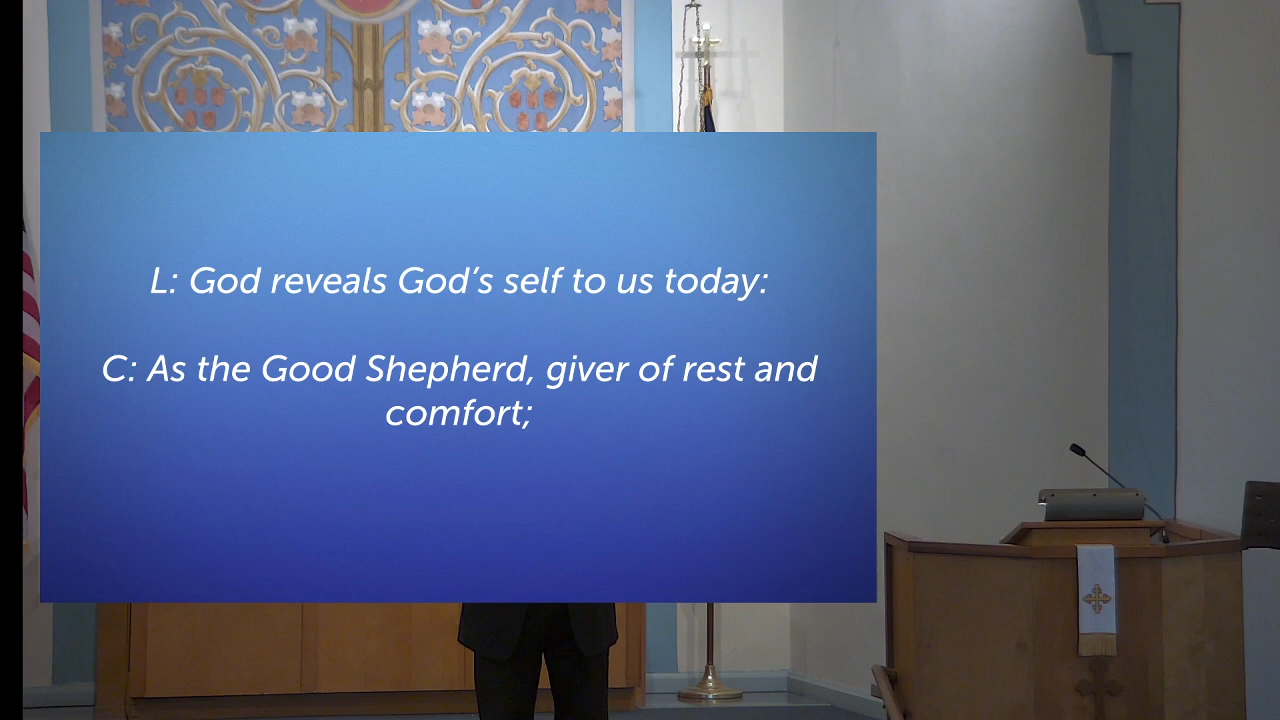 L: God reveals God’s self to us today:
C: As the Good Shepherd, giver of rest and
comfort;